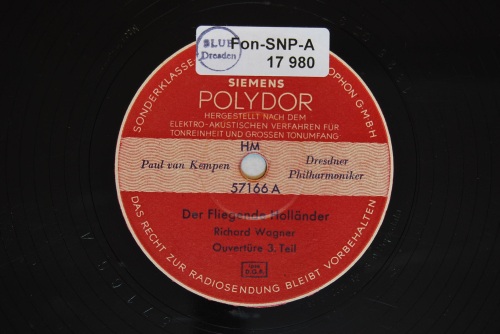 SLUB
Dresden
Fon-SNP-A
17 980
SONDERKLASSE
SIEMENS
POLYDOR
HERGESTELLT NACH DEM
ELEKTRO-AKUSTISCHEN VERFAHREN FÜR
TONREINHEIT UND GROSSEN TONUMFANG
HM
Paul van Kempen
Dresdner
Philharmoniker
57166 A
Der Fliegende Holländer
Richard Wagner
Ouvertüre 3. Teil
DAS RECHT ZUR RADIOSENDUNG BLEIBT VORBEHALTEN